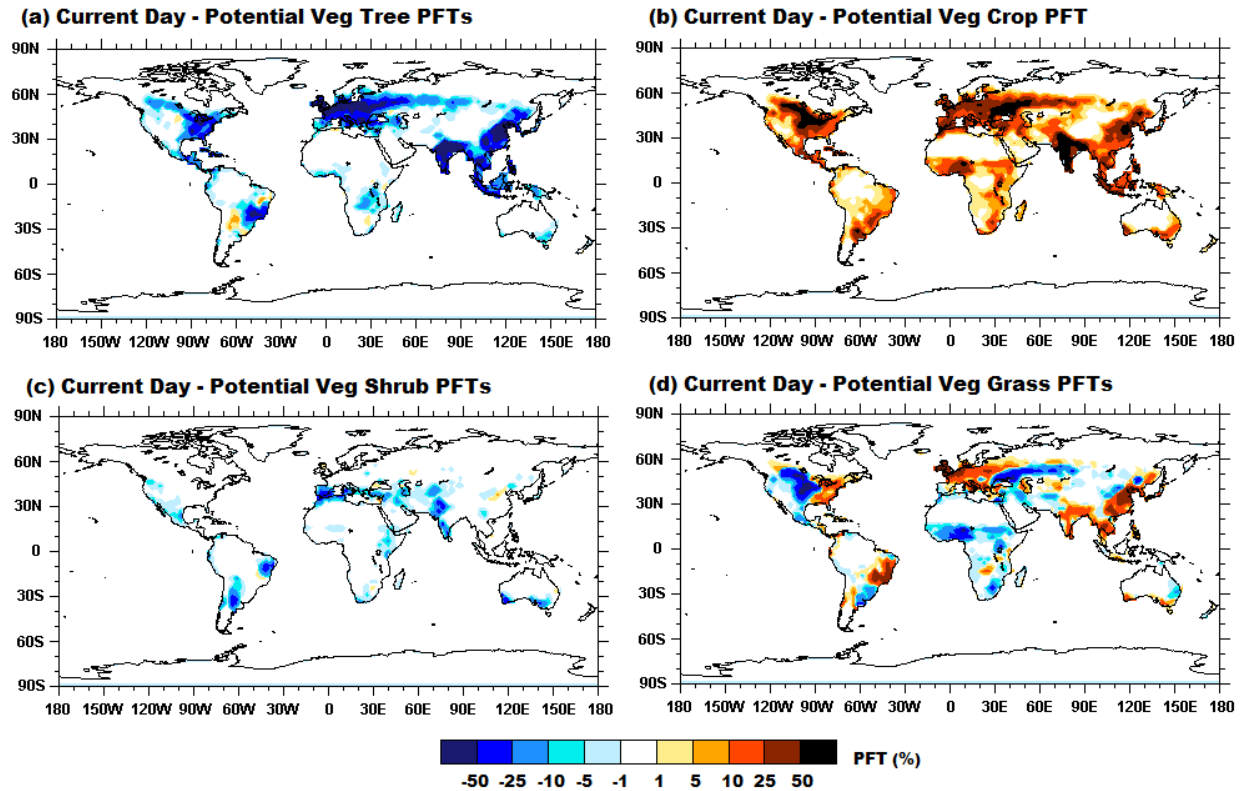 (a) Current Day - Potential Veg Tree PFTs
(b) Current Day - Potential Veg Crop PFT
90N
60N
30N
0
30S
60S
90S
180 150W 120W 90W 60W 30W 0 30E 60E 90E 120E 150E 180
90N
60N
30N
0
30S
60S
90S
180 150W 120W 90W 60W 30W 0 30E 60E 90E 120E 150E 180
(c) Current Day - Potential Veg Shrub PFTs
(d) Current Day - Potential Veg Grass PFTs
90N
60N
30N
0
30S
60S
90S
180 150W 120W 90W 60W 30W 0 30E 60E 90E 120E 150E 180
90N
60N
30N
0
30S
60S
90S
180 150W 120W 90W 60W 30W 0 30E 60E 90E 120E 150E 180
PFT (%)
-50 -25 -10 -5 -1 1 5 10 25 50